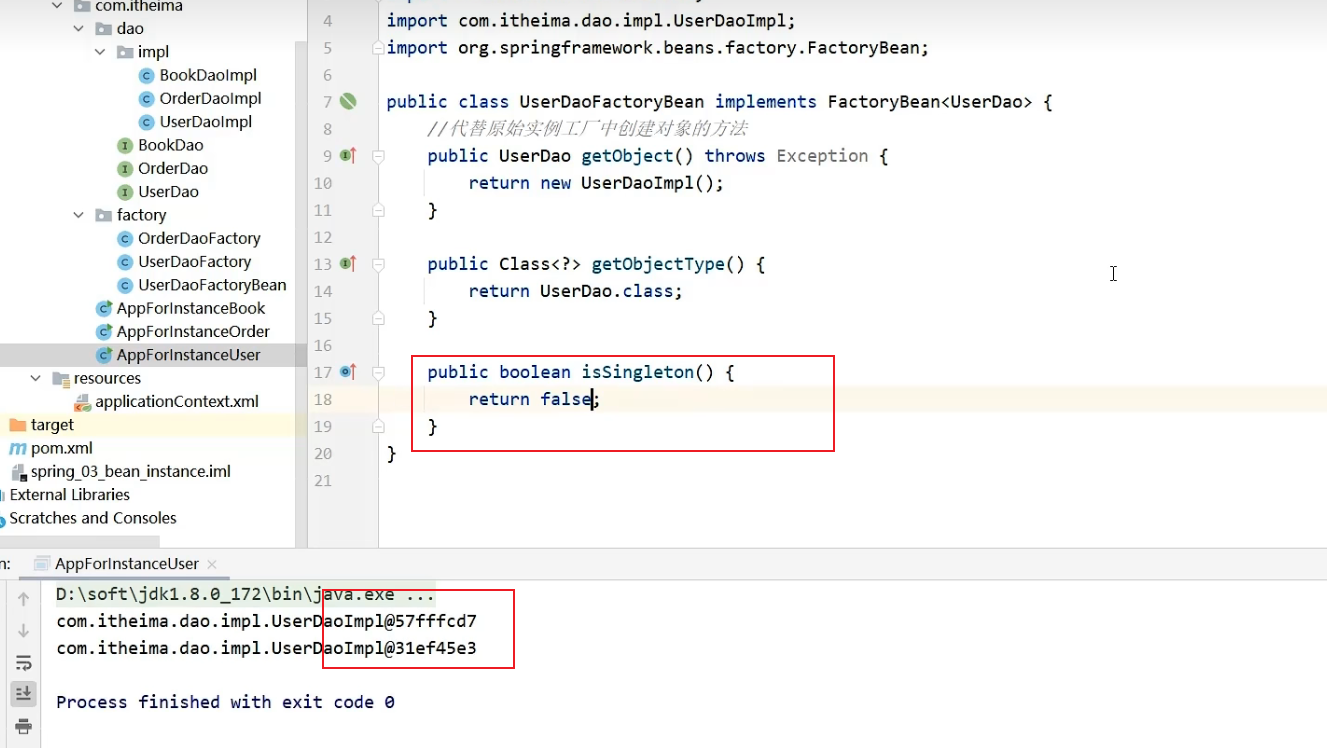 com.itheima
dao
impl
BookDaoImpl
OrderDaoImpl
UserDaoImpl
BookDao
OrderDao
UserDao
factory
OrderDaoFactory
UserDaoFactory
UserDaoFactoryBean
AppForInstanceBook
AppForInstanceOrder
AppForInstanceUser
resources
applicationContext.xml
target
pom.xml
spring_03_bean_instance.iml
External Libraries
Scratches and Consoles
4 import com.itheima.dao.impl.UserDaoImpl;
5 import org.springframework.beans.factory.FactoryBean;
6
7 public class UserDaoFactoryBean implements FactoryBean<UserDao> {
8 //代替原始实例工厂中创建对象的方法
9 public UserDao getObject() throws Exception {
10 return new UserDaoImpl();
11 }
12
13 public Class<?> getObjectType() {
14 return UserDao.class;
15 }
16
17 public boolean isSingleton() {
18 return false;
19 }
20 }
21
n: AppForInstanceUser
D:\soft\jdk1.8.0_172\bin\java.exe ...
com.itheima.dao.impl.UserDaoImpl@57fffcd7
com.itheima.dao.impl.UserDaoImpl@31ef45e3
Process finished with exit code 0